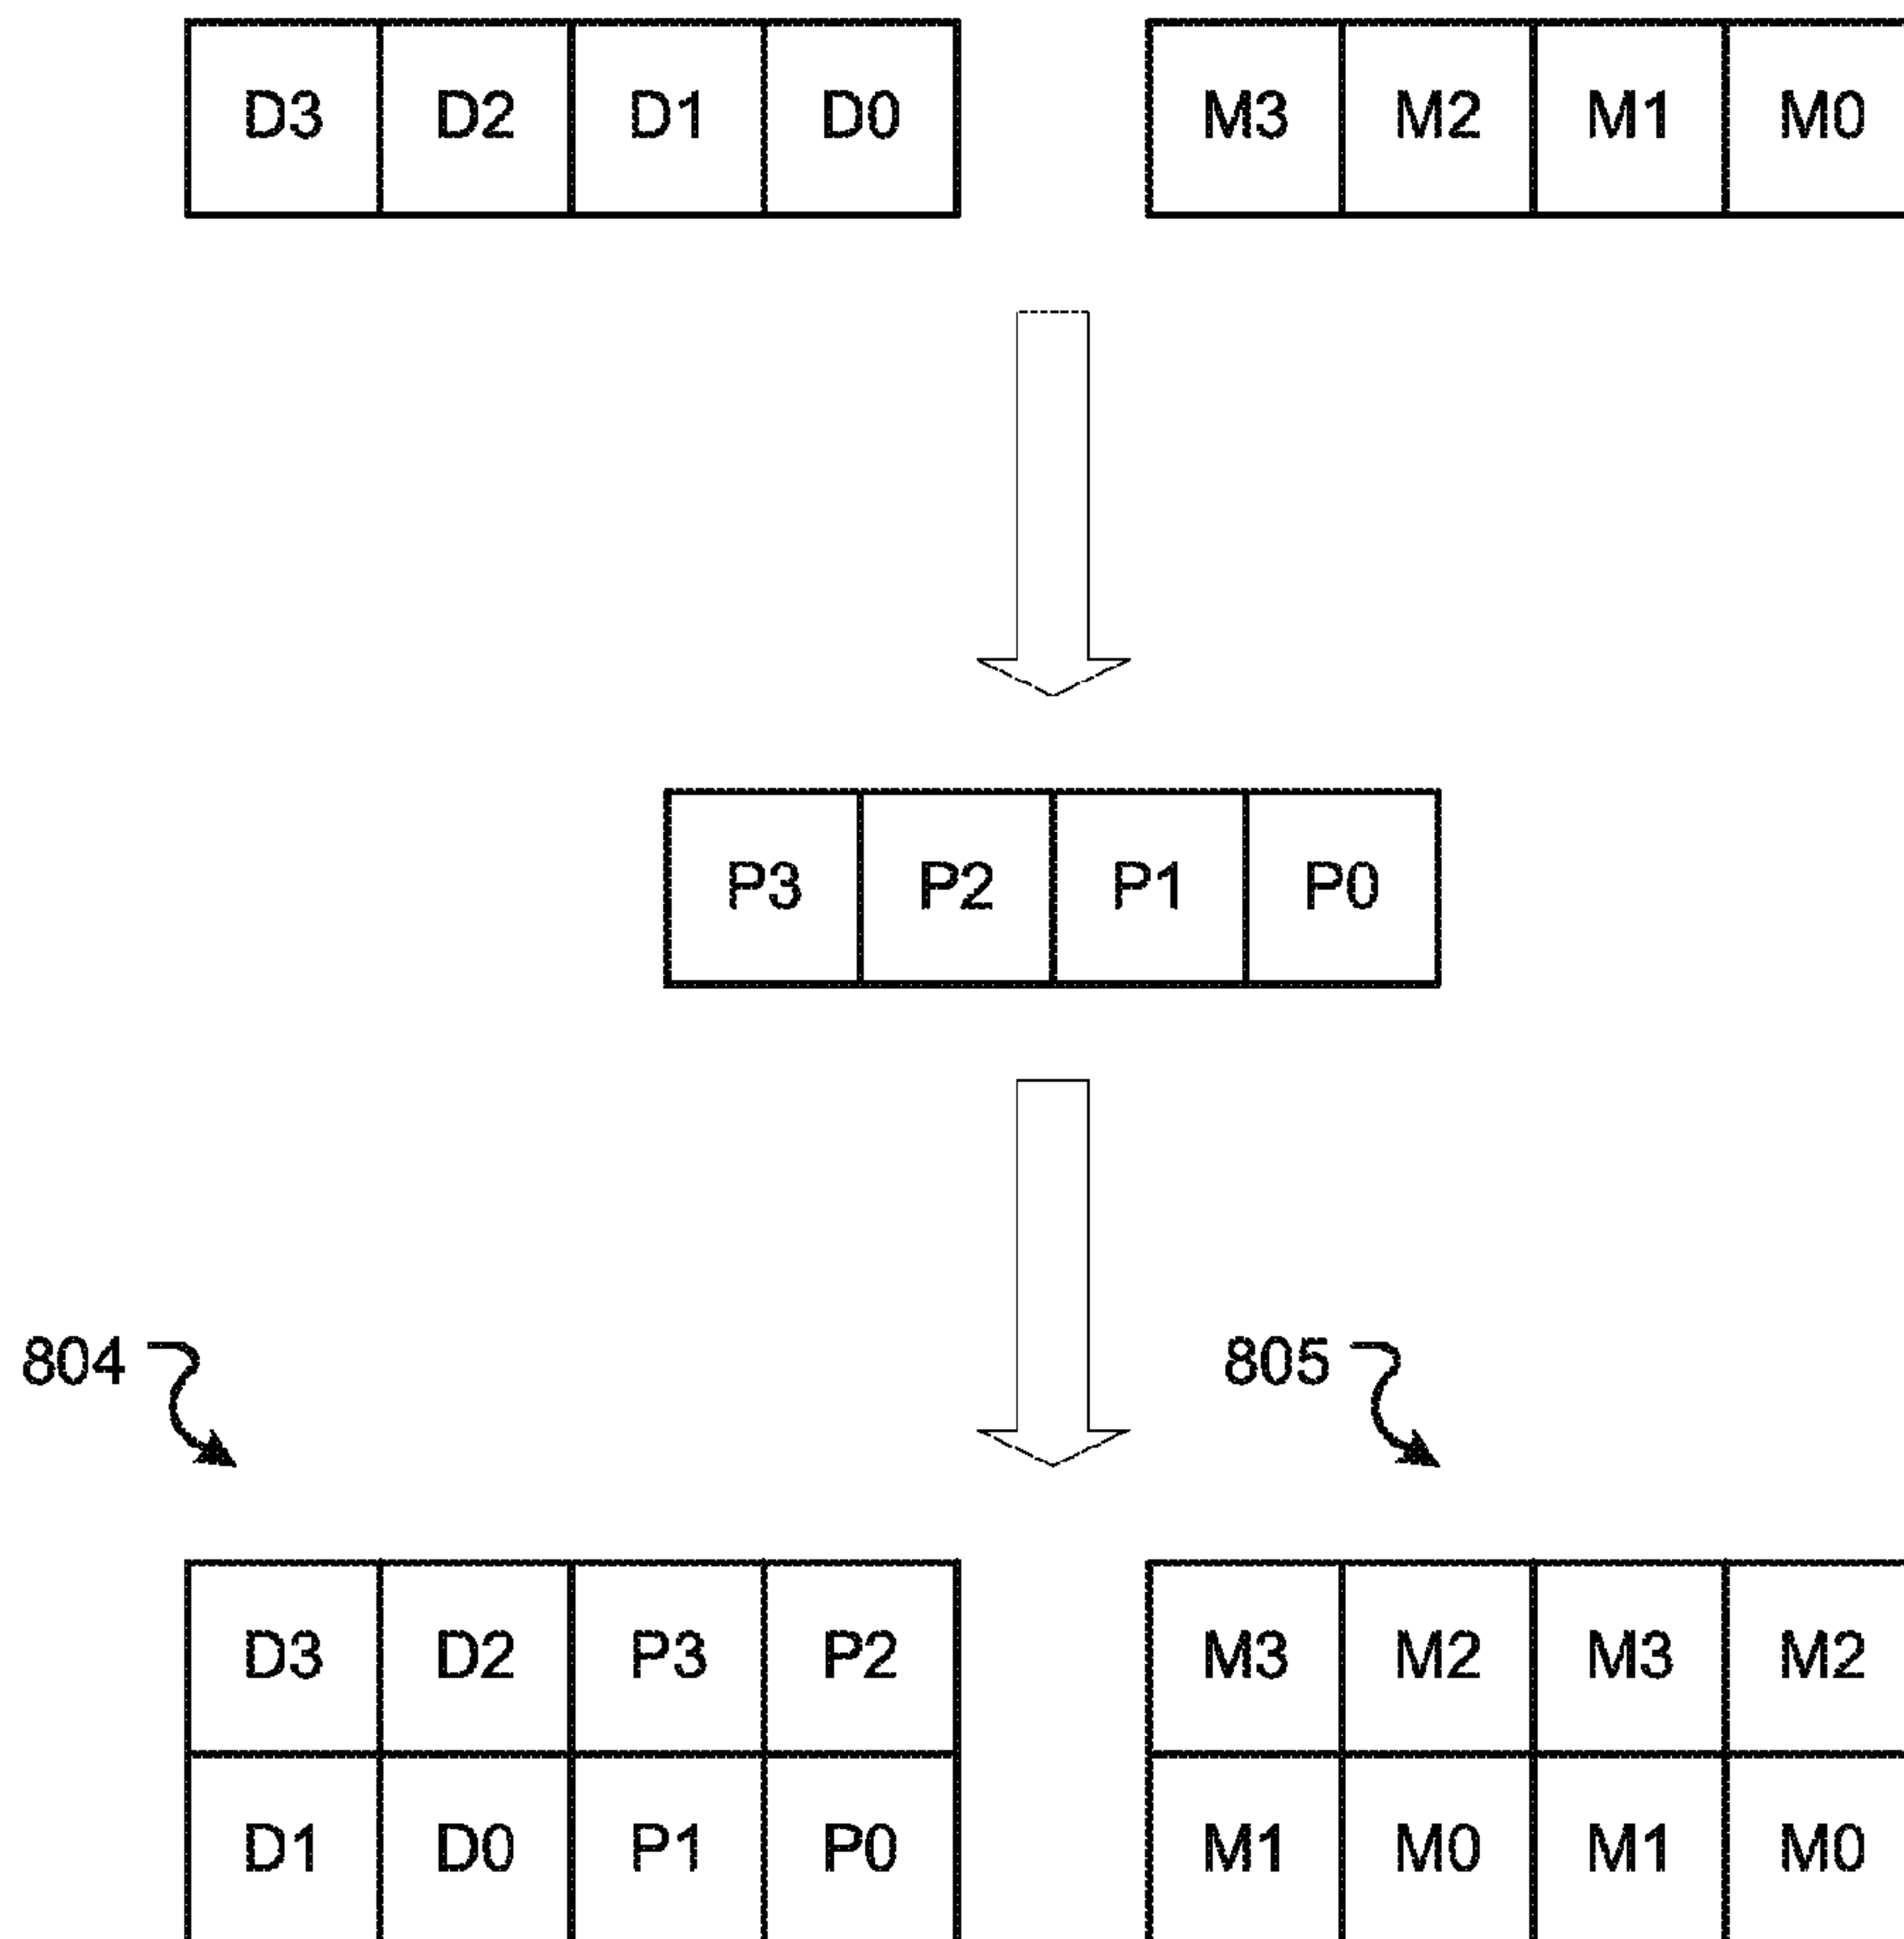 D3 D2 D1 D0 M3 M2 M1 M0
P3 P2 P1 P0
804 805
D3 D2 P3 P2 M3 M2 M3 M2
D1 D0 P1 P0 M1 M0 M1 M0